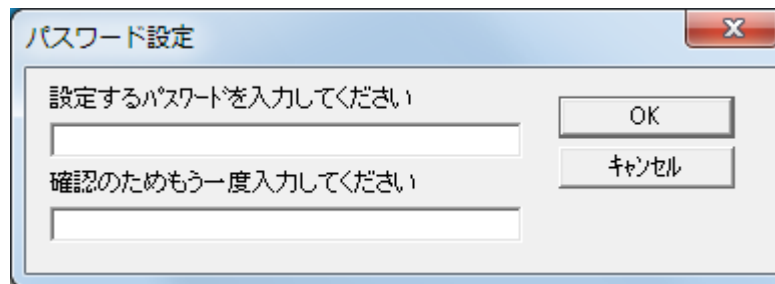 パスワード設定
設定するﾊﾟｽﾜｰﾄﾞを入力してください
OK
確認のためもう一度入力してください
ｷｬﾝｾﾙ